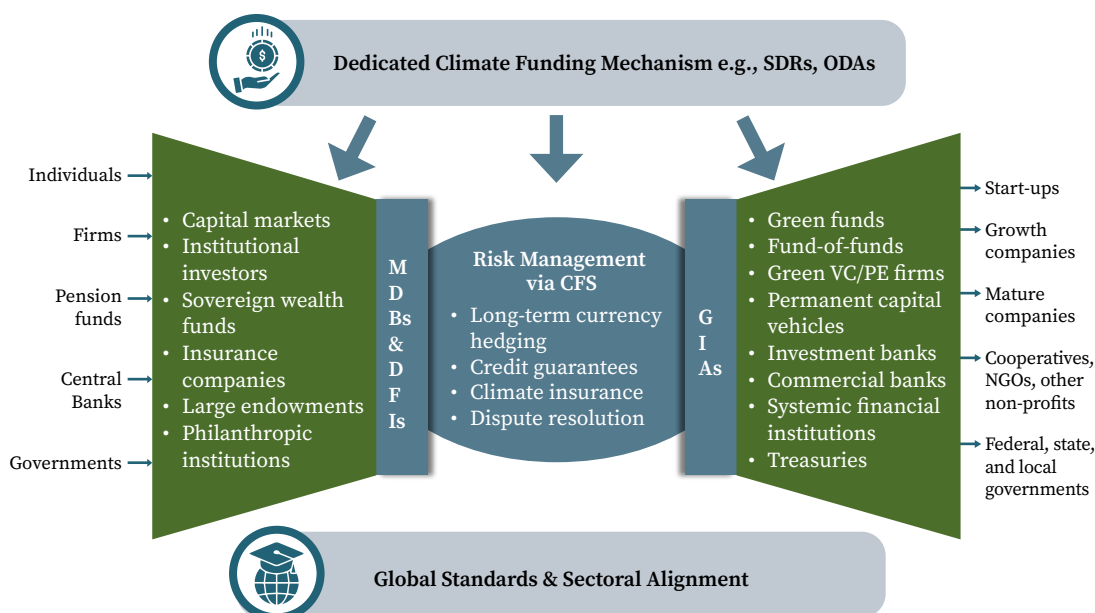 Dedicated Climate Funding Mechanism e.g., SDRs, ODAs
Individuals
Firms
Pension
funds
Central
Banks
Governments
• Capital markets
• Institutional
investors
• Sovereign wealth
funds
• Insurance
companies
• Large endowments
• Philanthropic
institutions
M
D
Bs
&
D
F
Is
Risk Management
via CFS
• Long-term currency
hedging
• Credit guarantees
• Climate insurance
• Dispute resolution
G
I
As
• Green funds
• Fund-of-funds
• Green VC/PE firms
• Permanent capital
vehicles
• Investment banks
• Commercial banks
• Systemic financial
institutions
• Treasuries
Start-ups
Growth
companies
Mature
companies
Cooperatives,
NGOs, other
non-profits
Federal, state,
and local
governments
Global Standards & Sectoral Alignment